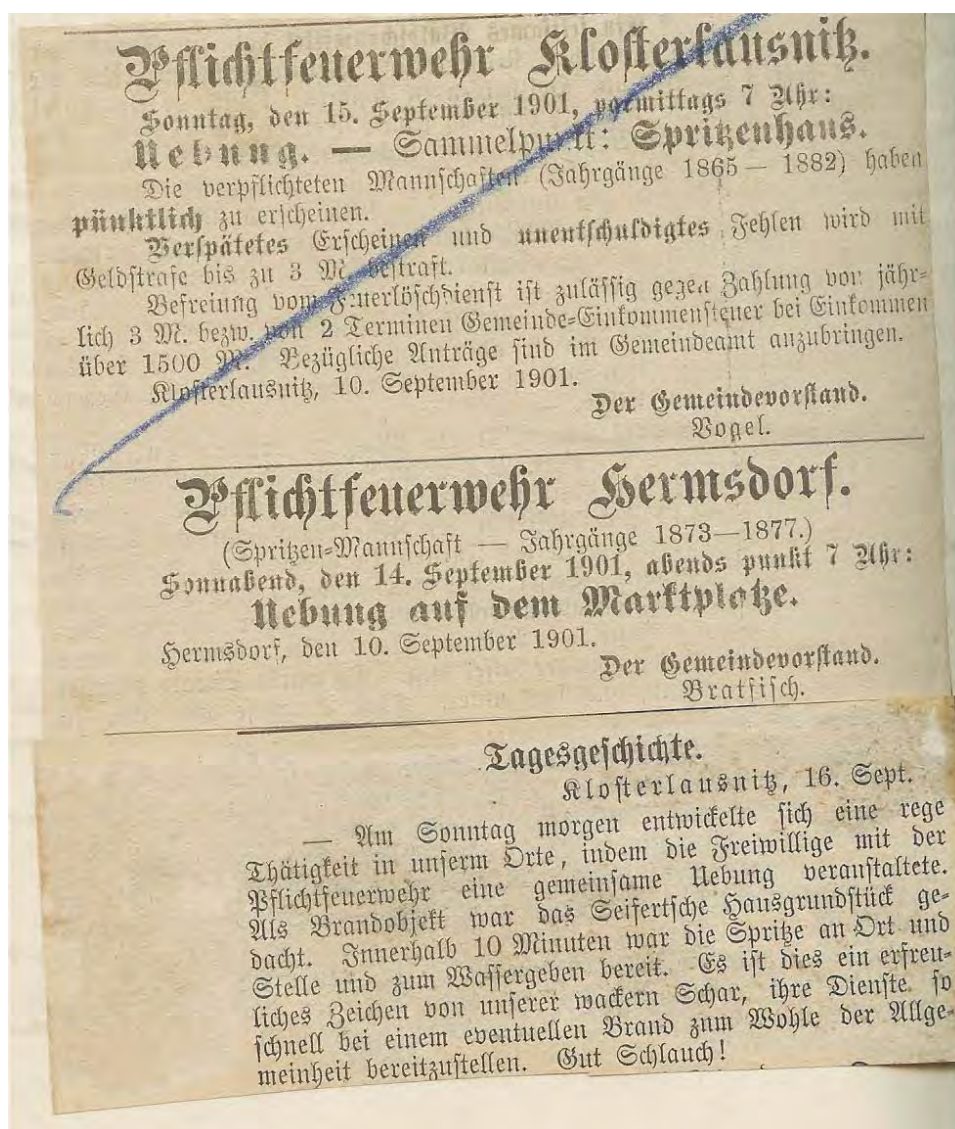 Pflichtfeuerwehr Klosterlausnitz.
Sonntag, den 15. September 1901, vormittags 7 Uhr:
Uebung. — Sammelpunkt: Spritzenhaus.
Die verpflichteten Mannschaften (Jahrgänge 1865 — 1882) haben
pünktlich zu erscheinen.
Verspätetes Erscheinen und unentschuldigtes Fehlen wird mit
Geldstrafe bis zu 3 M. bestraft.
Befreiung vom Feuerlöschdienst ist zulässig gegen Zahlung von jähr-
lich 3 M. bezw. von 2 Terminen Gemeinde-Einkommensteuer bei Einkommen
über 1500 M. Bezügliche Anträge sind im Gemeindeamt anzubringen.
Klosterlausnitz, 10. September 1901.
Der Gemeindevorstand.
Vogel.
Pflichtfeuerwehr Hermsdorf.
(Spritzen-Mannschaft — Jahrgänge 1873—1877.)
Sonnabend, den 14. September 1901, abends punkt 7 Uhr:
Uebung auf dem Marktplatze.
Hermsdorf, den 10. September 1901.
Der Gemeindevorstand.
Bratfisch.
Tagesgeschichte.
Klosterlausnitz, 16. Sept.
— Am Sonntag morgen entwickelte sich eine rege
Thätigkeit in unserm Orte, indem die Freiwillige mit der
Pflichtfeuerwehr eine gemeinsame Uebung veranstaltete.
Als Brandobjekt war das Seifertsche Hausgrundstück ge-
dacht. Innerhalb 10 Minuten war die Spritze an Ort und
Stelle und zum Wassergeben bereit. Es ist dies ein erfreu-
liches Zeichen von unserer wackern Schar, ihre Dienste so
schnell bei einem eventuellen Brand zum Wohle der Allge-
meinheit bereitzustellen. Gut Schlauch!